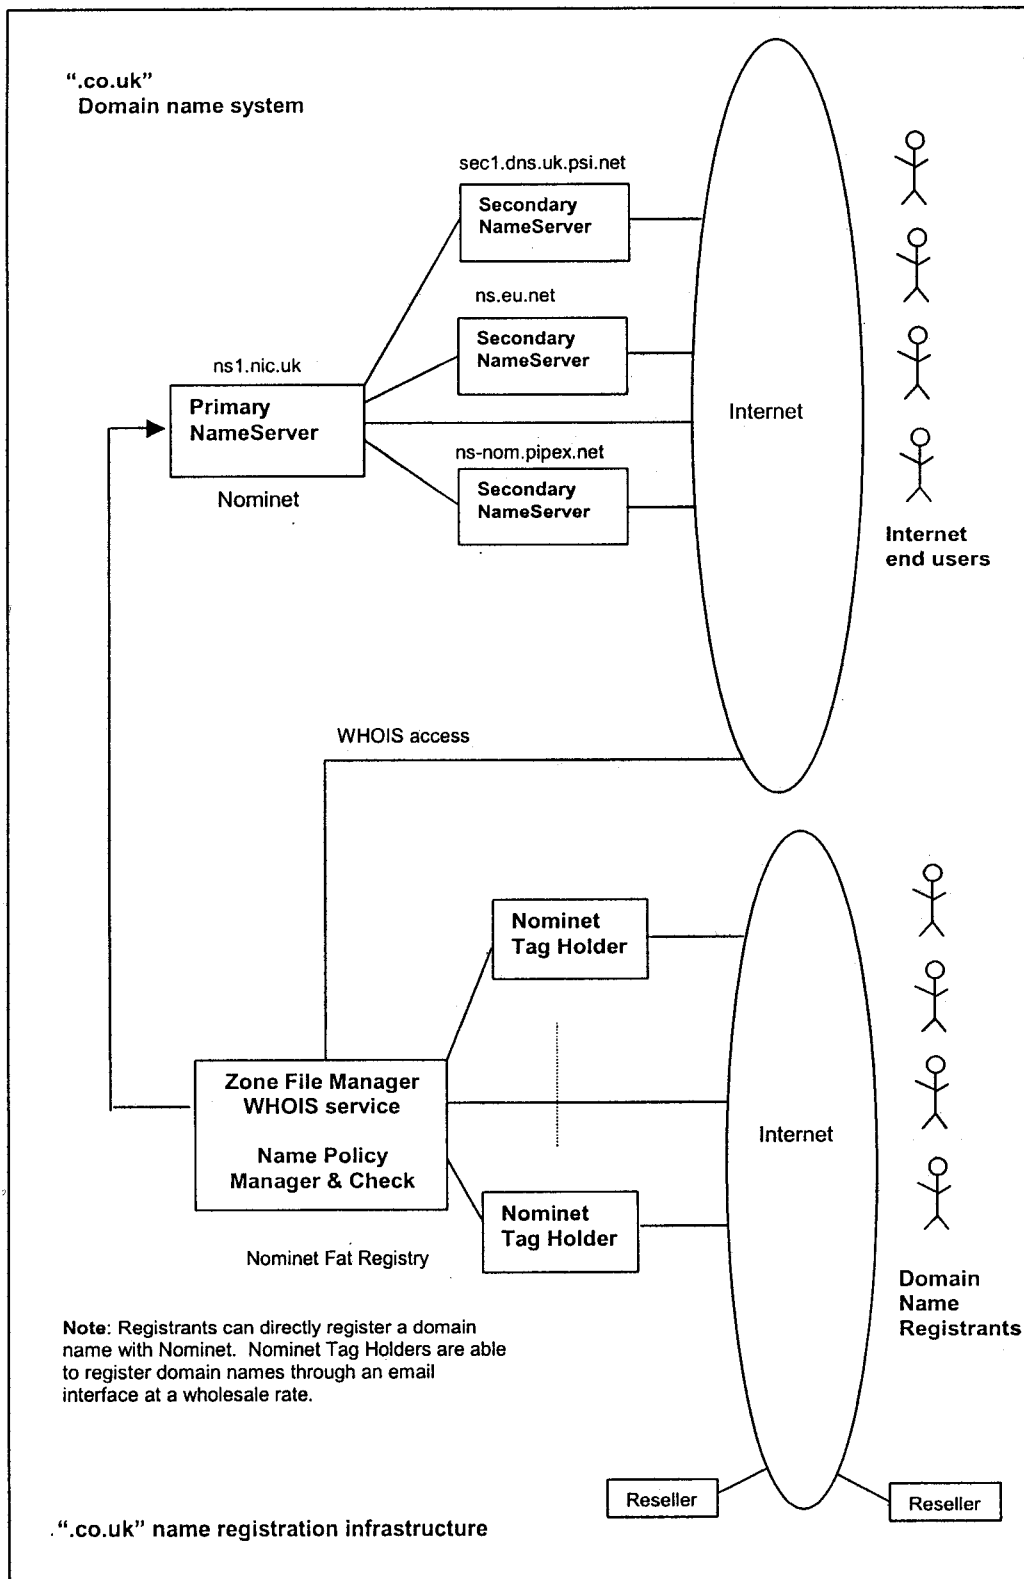 ".co.uk"
Domain name system
sec1.dns.uk.psi.net
Secondary
NameServer
ns.eu.net
Secondary
NameServer
ns1.nic.uk
Primary
NameServer
Nominet
ns-nom.pipex.net
Secondary
NameServer
Internet
Internet
end users
WHOIS access
Nominet
Tag Holder
Zone File Manager
WHOIS service
Name Policy
Manager & Check
Nominet Fat Registry
Nominet
Tag Holder
Internet
Domain
Name
Registrants
Note: Registrants can directly register a domain
name with Nominet. Nominet Tag Holders are able
to register domain names through an email
interface at a wholesale rate.
Reseller
Reseller
".co.uk" name registration infrastructure